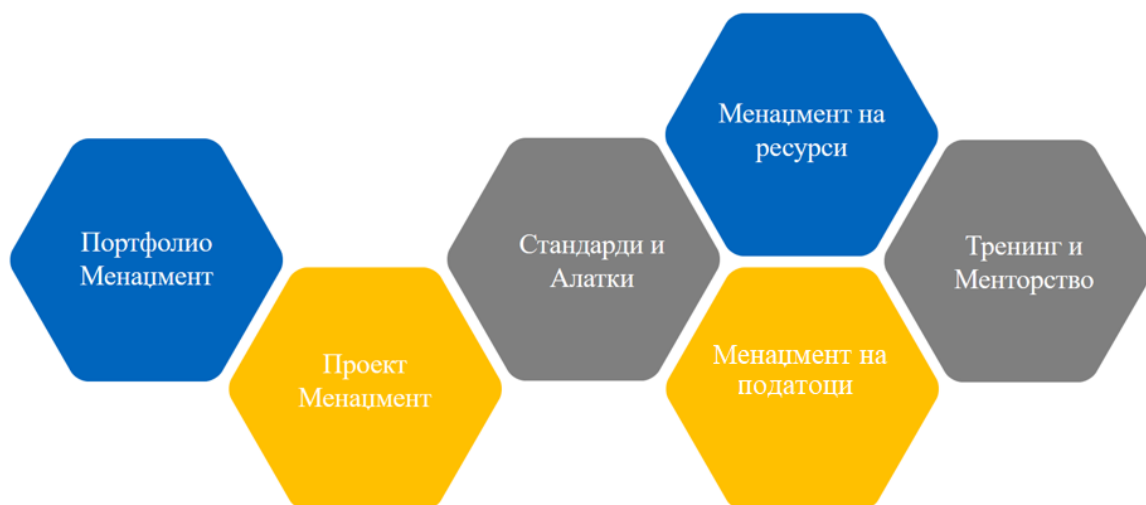 Менаџмент на
ресурси
Портфолио
Менаџмент
Стандарди и
Алатки
Тренинг и
Менторство
Проект
Менаџмент
Менаџмент на
податоци